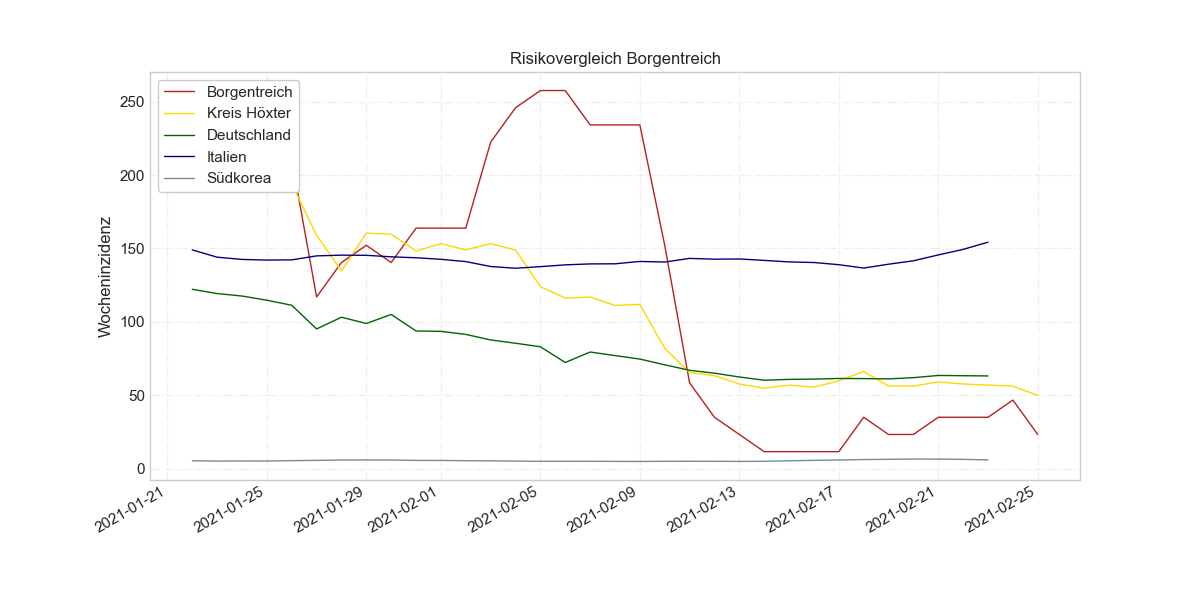 Risikovergleich Borgentreich
Borgentreich
Kreis Höxter
Deutschland
Italien
Südkorea
Wocheninzidenz
250
200
150
100
50
0
2021-01-21
2021-01-25
2021-01-29
2021-02-01
2021-02-05
2021-02-09
2021-02-13
2021-02-17
2021-02-21
2021-02-25